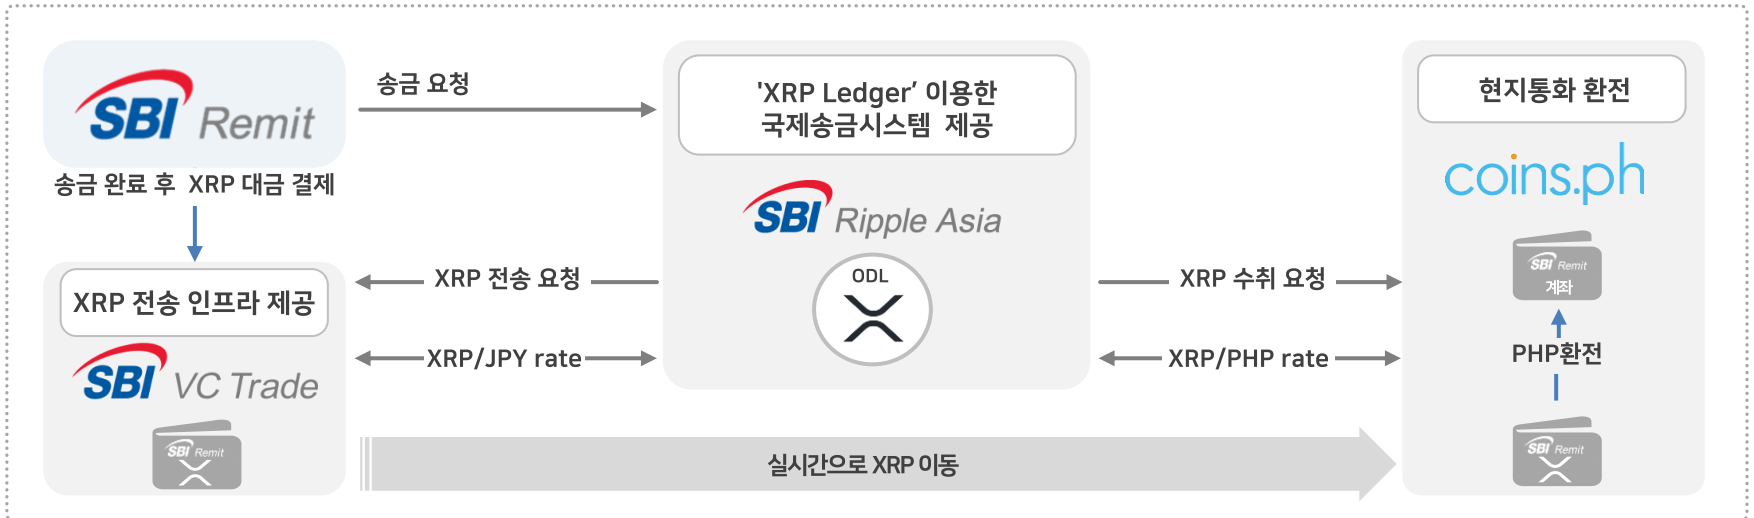 SBI Remit
송금 완료 후 XRP 대금 결제
XRP 전송 인프라 제공
SBI VC Trade
SBI Remit
송금 요청
XRP 전송 요청
XRP/JPY rate
'XRP Ledger’ 이용한
국제송금시스템 제공
SBI Ripple Asia
ODL
XRP 수취 요청
XRP/PHP rate
실시간으로 XRP 이동
현지통화 환전
coins.ph
SBI Remit
계좌
PHP환전
SBI Remit